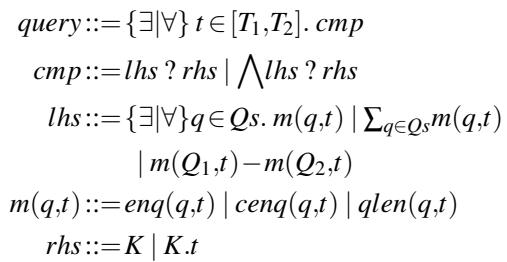 query ::= {∃|∀} t ∈ [T₁,T₂]. cmp
cmp ::= lhs ? rhs | ⋀ lhs ? rhs
lhs ::= {∃|∀}q ∈ Qs. m(q,t) | ∑q∈Qs m(q,t)
| m(Q₁,t) − m(Q₂,t)
m(q,t) ::= enq(q,t) | cenq(q,t) | qlen(q,t)
rhs ::= K | K.t